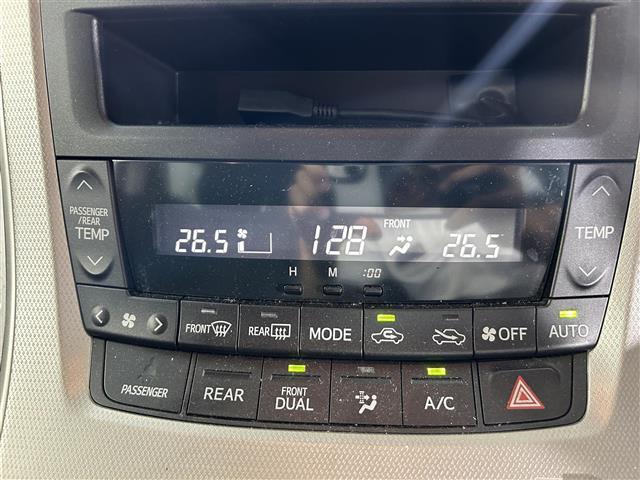 PASSENGER
/REAR
TEMP
26.5
128
FRONT
26.5
TEMP
H M :00
FRONT
REAR
MODE
OFF
AUTO
PASSENGER
REAR
FRONT
DUAL
A/C